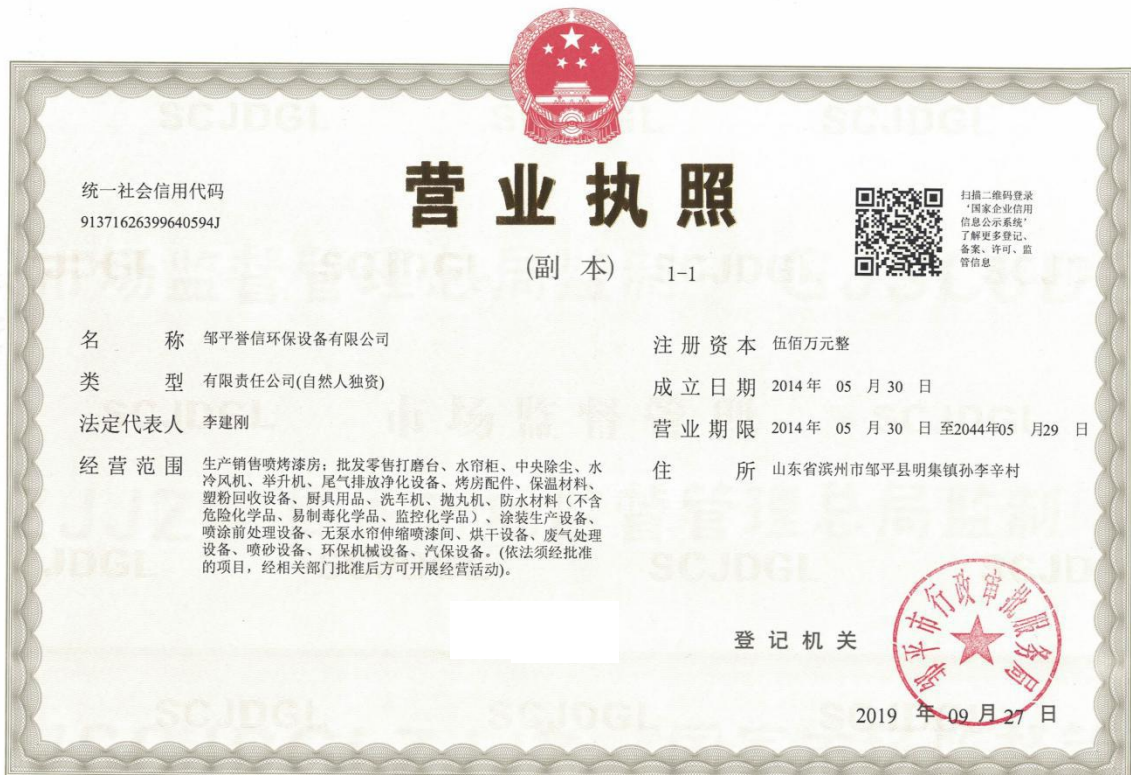 统一社会信用代码
91371626399640594J
营业执照
(副 本) 1-1
扫描二维码登录
‘国家企业信用
信息公示系统’
了解更多登记、
备案、许可、监
管信息
名 称 邹平誉信环保设备有限公司
类 型 有限责任公司(自然人独资)
法定代表人 李建刚
经营范围 生产销售喷烤漆房；批发零售打磨台、水帘柜、中央除尘、水
冷风机、举升机、尾气排放净化设备、烤房配件、保温材料、
塑粉回收设备、厨具用品、洗车机、抛丸机、防水材料（不含
危险化学品、易制毒化学品、监控化学品）、涂装生产设备、
喷涂前处理设备、无泵水帘伸缩喷漆间、烘干设备、废气处理
设备、喷砂设备、环保机械设备、汽保设备。(依法须经批准
的项目，经相关部门批准后方可开展经营活动)。
注册资本 伍佰万元整
成立日期 2014年 05 月30 日
营业期限 2014年 05 月30 日 至2044年05 月29 日
住 所 山东省滨州市邹平县明集镇孙李辛村
登记机关
邹平市行政审批服务局
2019 年 09 月 27 日
SCJDGL